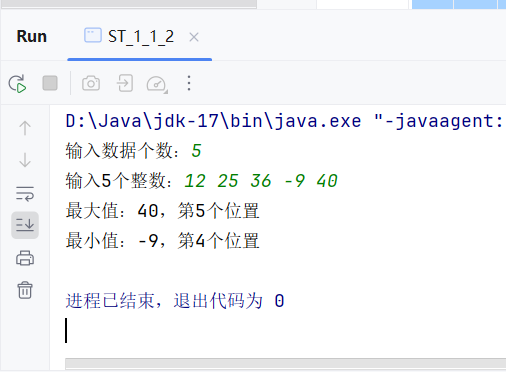 Run ST_1_1_2
D:\Java\jdk-17\bin\java.exe "-javaagent:
输入数据个数：5
输入5个整数：12 25 36 -9 40
最大值：40，第5个位置
最小值：-9，第4个位置
进程已结束，退出代码为 0